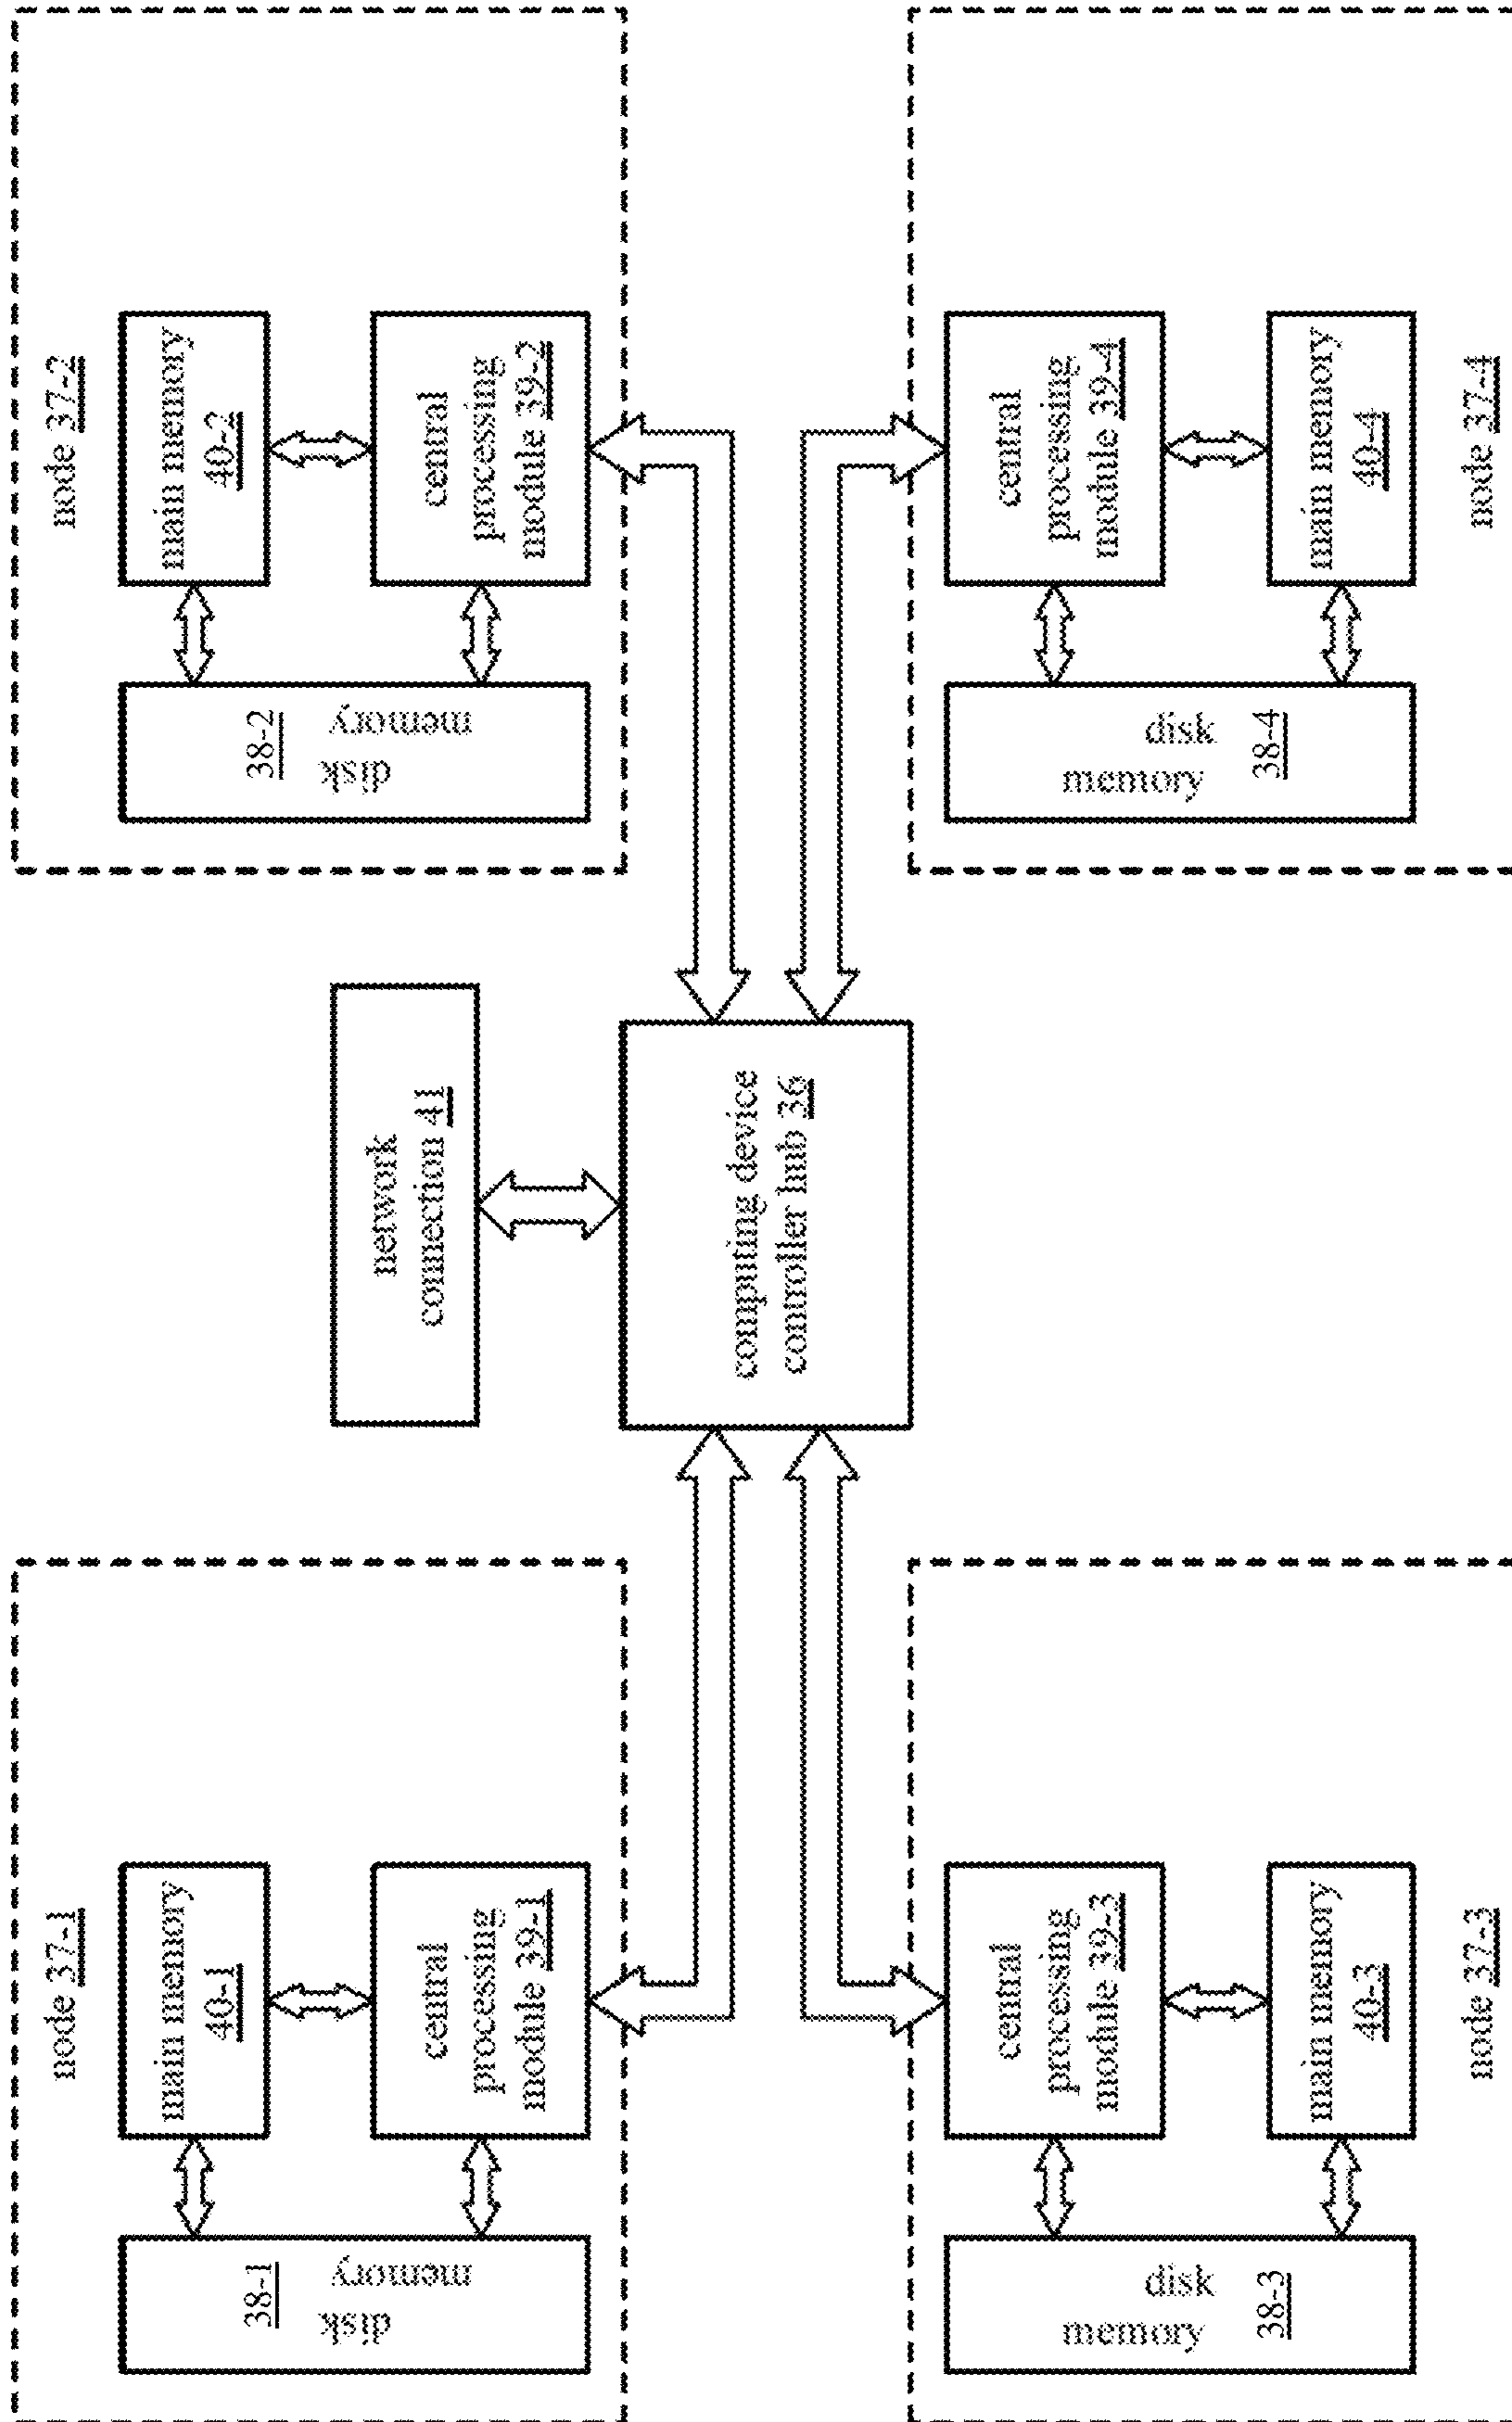 node 37-1
main memory
40-1
central
processing
module 39-1
38-1
disk
memory
node 37-2
main memory
40-2
central
processing
module 39-2
38-2
disk
memory
network
connection 41
computing device
controller hub 36
central
processing
module 39-3
main memory
40-3
disk
memory
38-3
node 37-3
central
processing
module 39-4
main memory
40-4
disk
memory
38-4
node 37-4